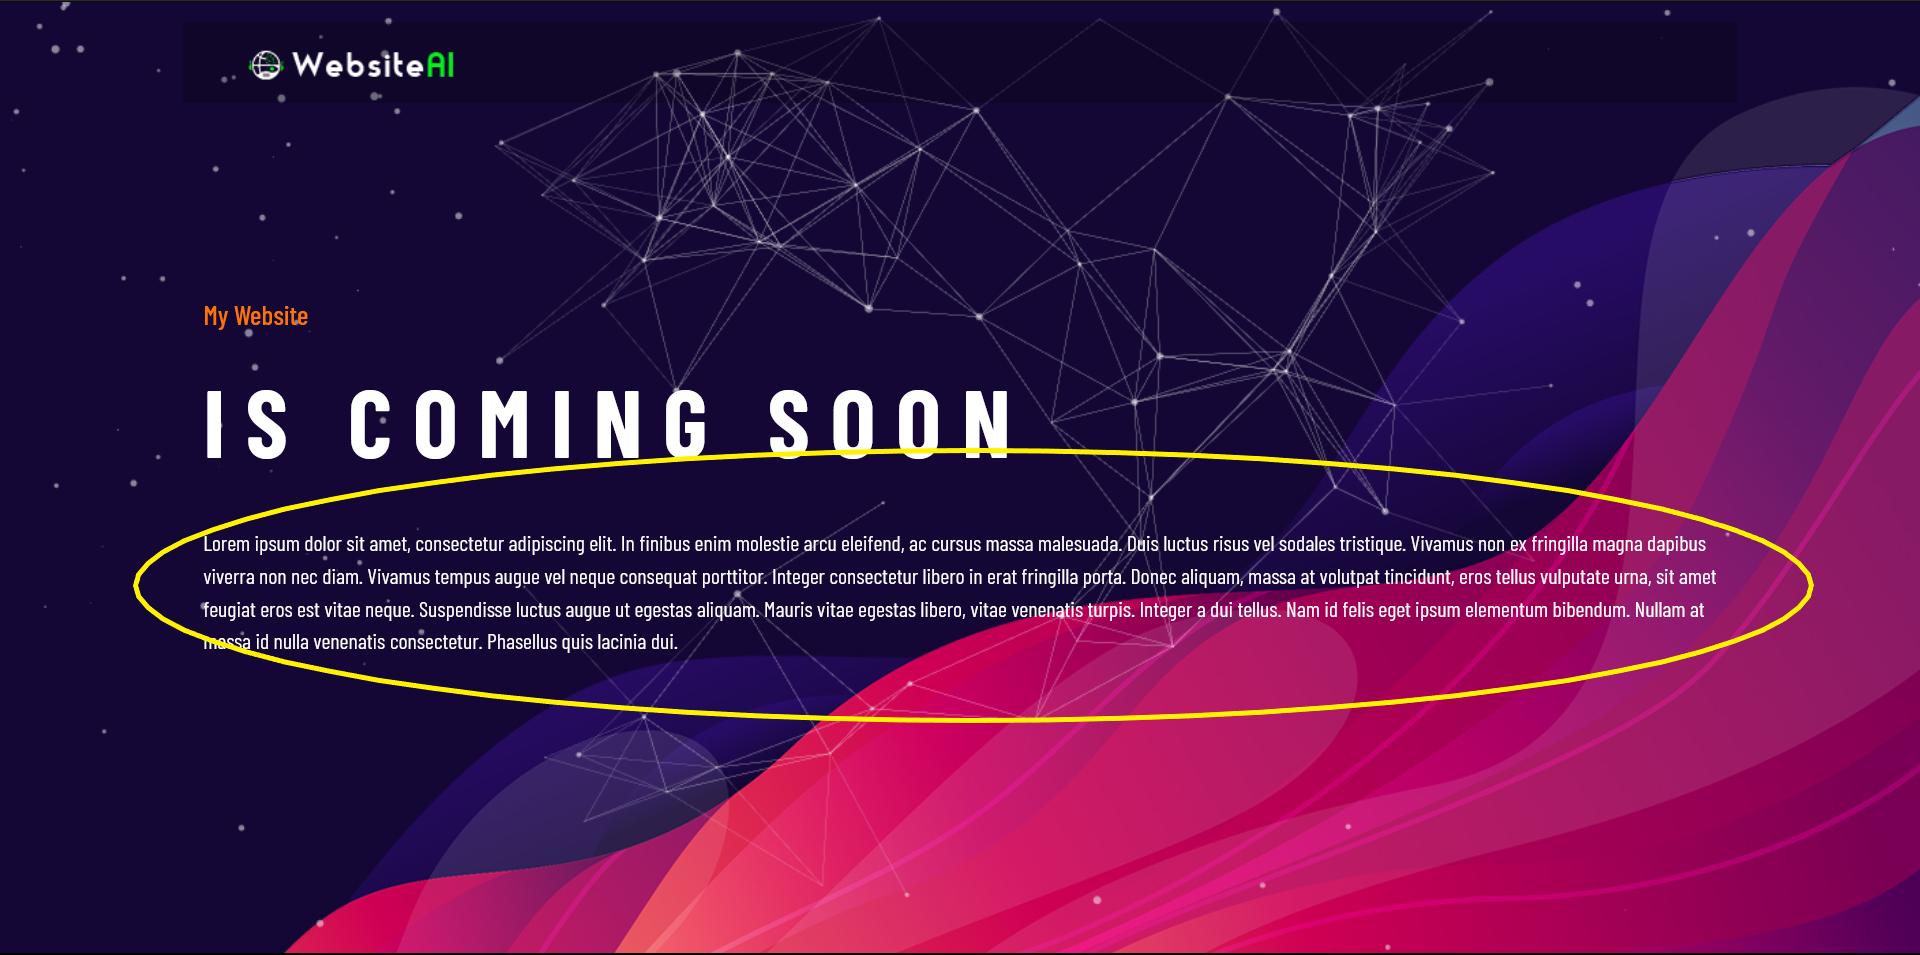 WebsiteAI
My Website
IS COMING SOON
Lorem ipsum dolor sit amet, consectetur adipiscing elit. In finibus enim molestie arcu eleifend, ac cursus massa malesuada. Duis luctus risus vel sodales tristique. Vivamus non ex fringilla magna dapibus
viverra non nec diam. Vivamus tempus augue vel neque consequat porttitor. Integer consectetur libero in erat fringilla porta. Donec aliquam, massa at volutpat tincidunt, eros tellus vulputate urna, sit amet
feugiat eros est vitae neque. Suspendisse luctus augue ut egestas aliquam. Mauris vitae egestas libero, vitae venenatis turpis. Integer a dui tellus. Nam id felis eget ipsum elementum bibendum. Nullam at
massa id nulla venenatis consectetur. Phasellus quis lacinia dui.